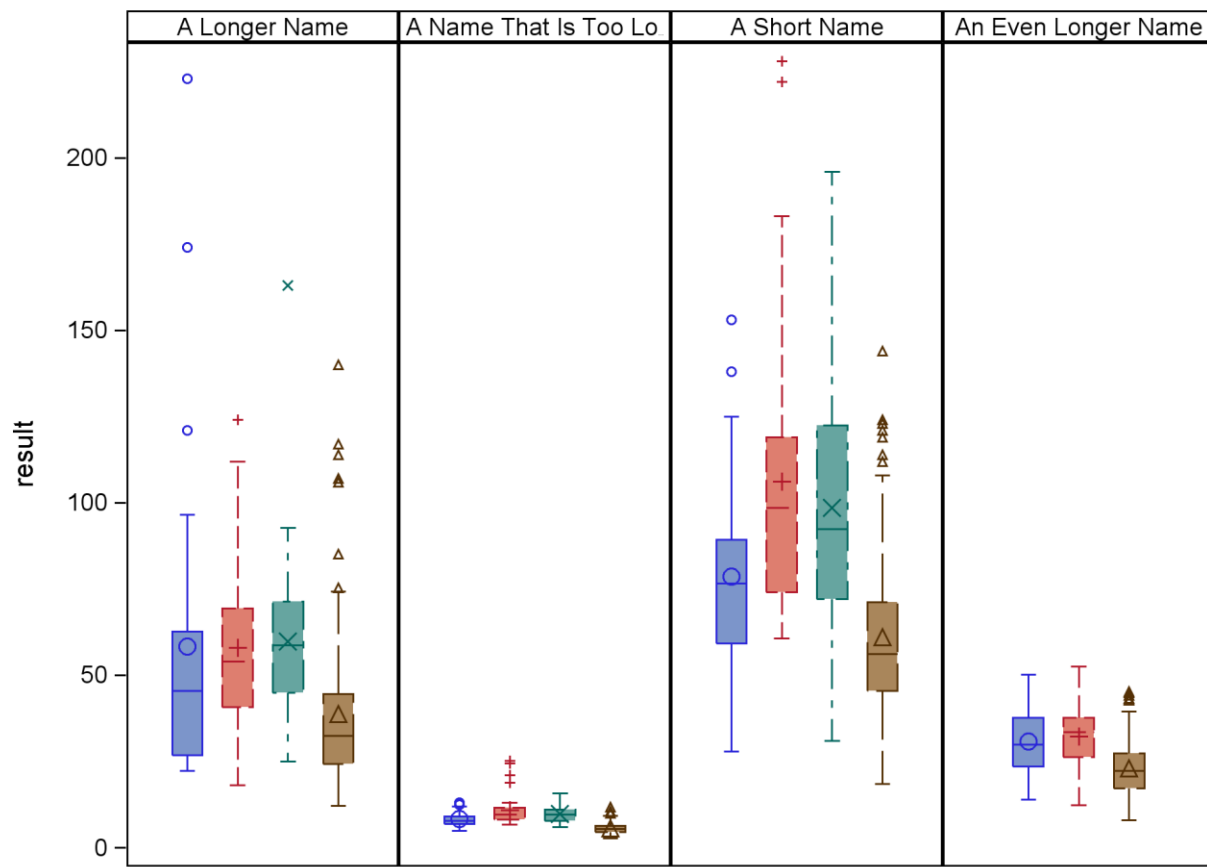 A Longer Name
A Name That Is Too Lo...
A Short Name
An Even Longer Name
200
150
100
50
0
result